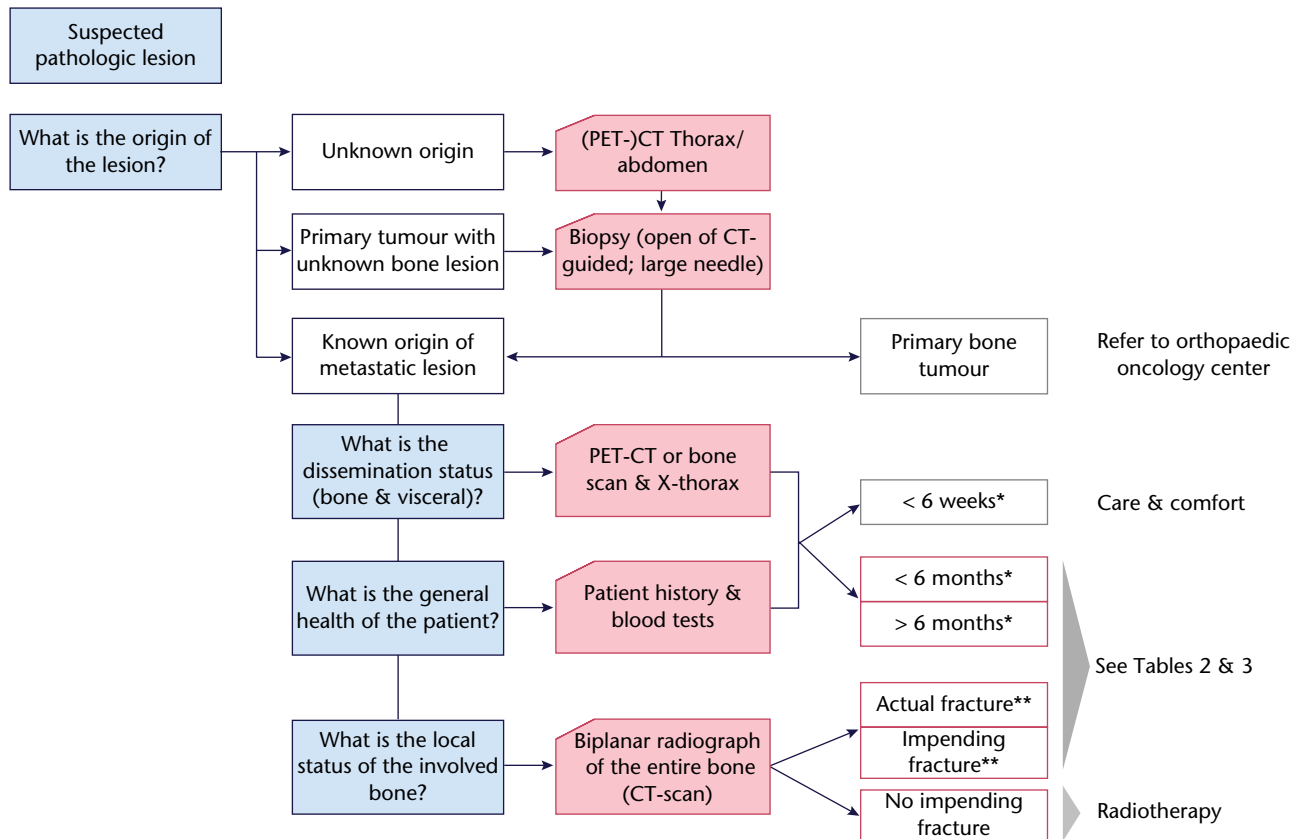 Suspected
pathologic lesion
What is the origin of
the lesion?
Unknown origin
(PET-)CT Thorax/
abdomen
Primary tumour with
unknown bone lesion
Biopsy (open of CT-
guided; large needle)
Known origin of
metastatic lesion
Primary bone
tumour
Refer to orthopaedic
oncology center
What is the
dissemination status
(bone & visceral)?
PET-CT or bone
scan & X-thorax
< 6 weeks*
Care & comfort
What is the general
health of the patient?
Patient history &
blood tests
< 6 months*
> 6 months*
See Tables 2 & 3
What is the local
status of the involved
bone?
Biplanar radiograph
of the entire bone
(CT-scan)
Actual fracture**
Impending
fracture**
No impending
fracture
Radiotherapy